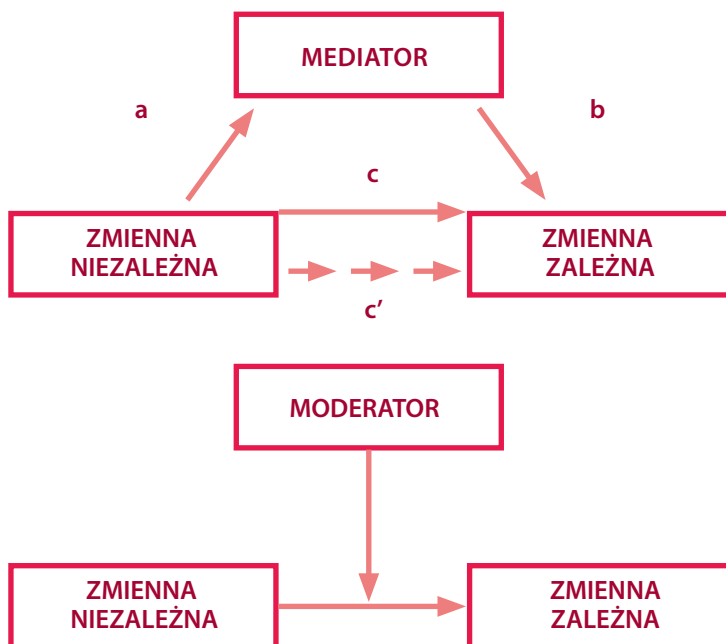 MEDIATOR
a
b
c
ZMIENNA
NIEZALEŻNA
ZMIENNA
ZALEŻNA
c’
MODERATOR
ZMIENNA
NIEZALEŻNA
ZMIENNA
ZALEŻNA